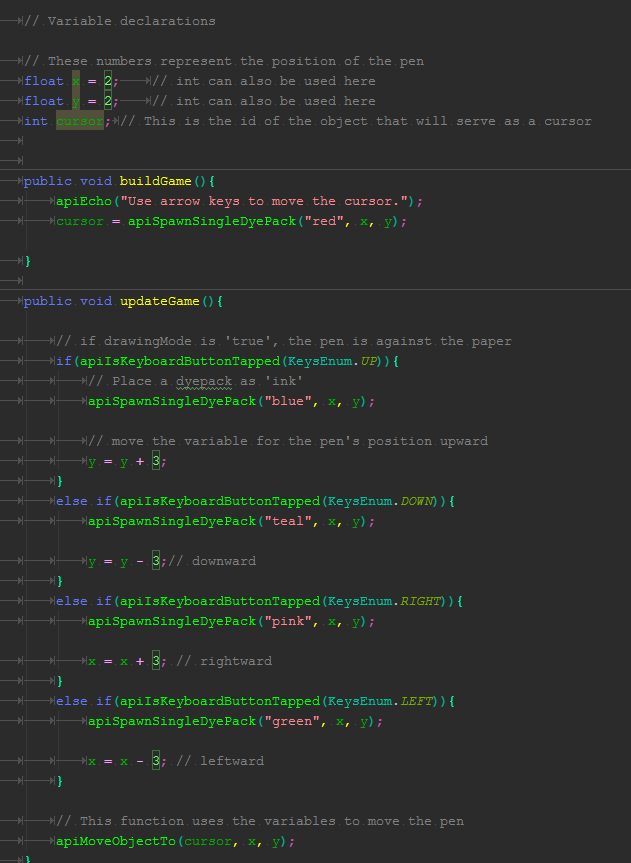 // Variable declarations
// These numbers represent the position of the pen
float x = 2; // int can also be used here
float y = 2; // int can also be used here
int cursor; // This is the id of the object that will serve as a cursor
public void buildGame(){
apiEcho("Use arrow keys to move the cursor.");
cursor = apiSpawnSingleDyePack("red", x, y);
}
public void updateGame(){
// if drawingMode is 'true', the pen is against the paper
if(apiIsKeyboardButtonTapped(KeysEnum.UP)){
// Place a dyepack as 'ink'
apiSpawnSingleDyePack("blue", x, y);
// move the variable for the pen's position upward
y = y + 3;
}
else if(apiIsKeyboardButtonTapped(KeysEnum.DOWN)){
apiSpawnSingleDyePack("teal", x, y);
y = y - 3;// downward
}
else if(apiIsKeyboardButtonTapped(KeysEnum.RIGHT)){
apiSpawnSingleDyePack("pink", x, y);
x = x + 3; // rightward
}
else if(apiIsKeyboardButtonTapped(KeysEnum.LEFT)){
apiSpawnSingleDyePack("green", x, y);
x = x - 3; // leftward
}
// This function uses the variables to move the pen
apiMoveObjectTo(cursor, x, y);
}